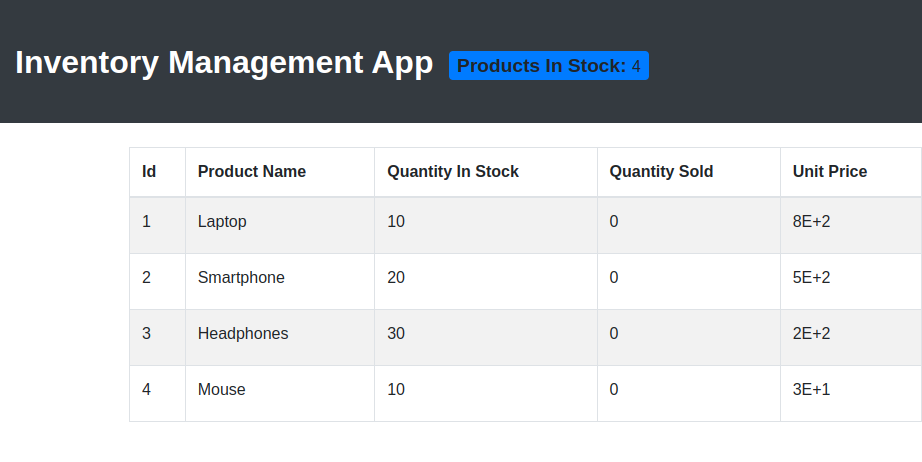 Inventory Management App Products In Stock: 4
Id Product Name Quantity In Stock Quantity Sold Unit Price
1 Laptop 10 0 8E+2
2 Smartphone 20 0 5E+2
3 Headphones 30 0 2E+2
4 Mouse 10 0 3E+1